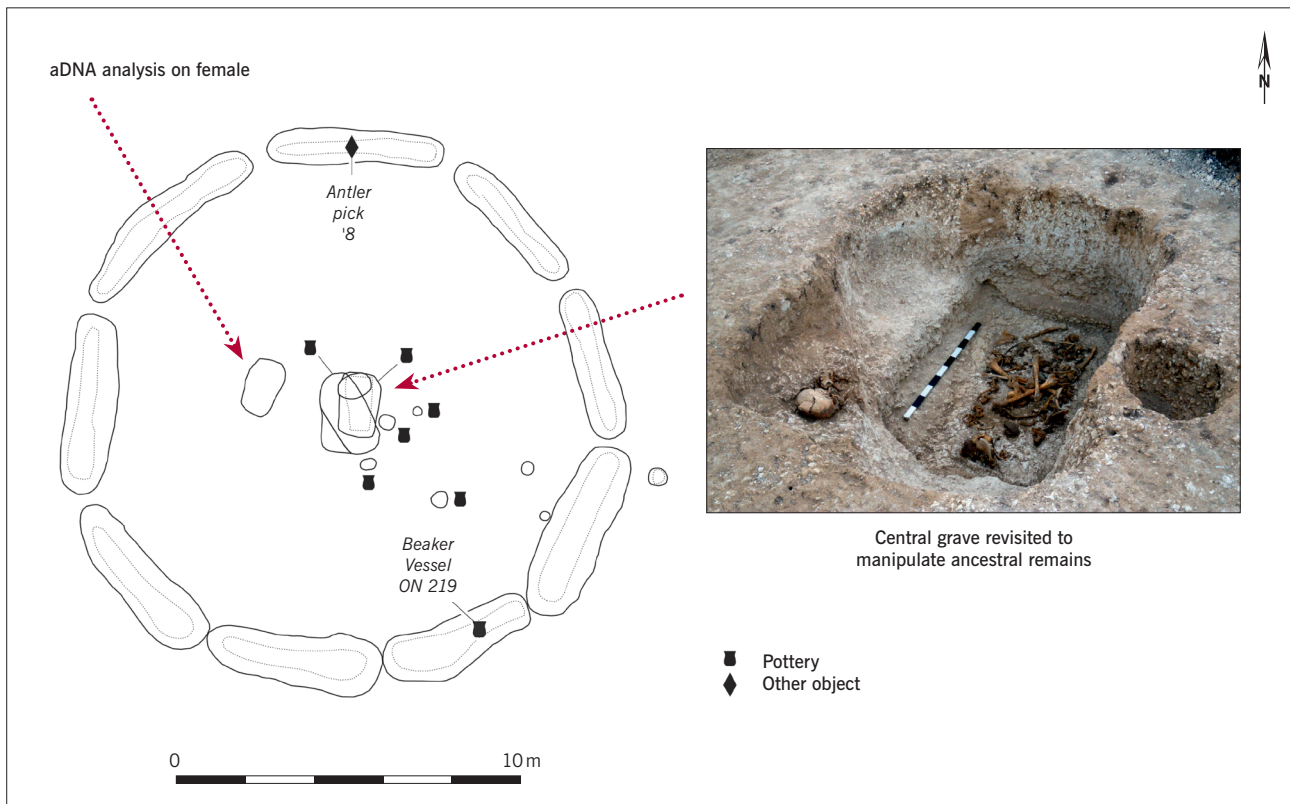 aDNA analysis on female
N
Antler
pick
'8
Beaker
Vessel
ON 219
Central grave revisited to
manipulate ancestral remains
Pottery
Other object
0
10 m